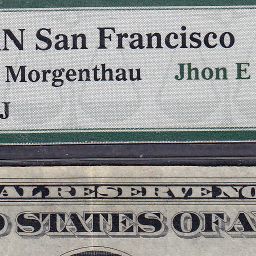 N San Francisco
Morgenthau Jhon E
J
AL RESERVE NO
STATES OF A